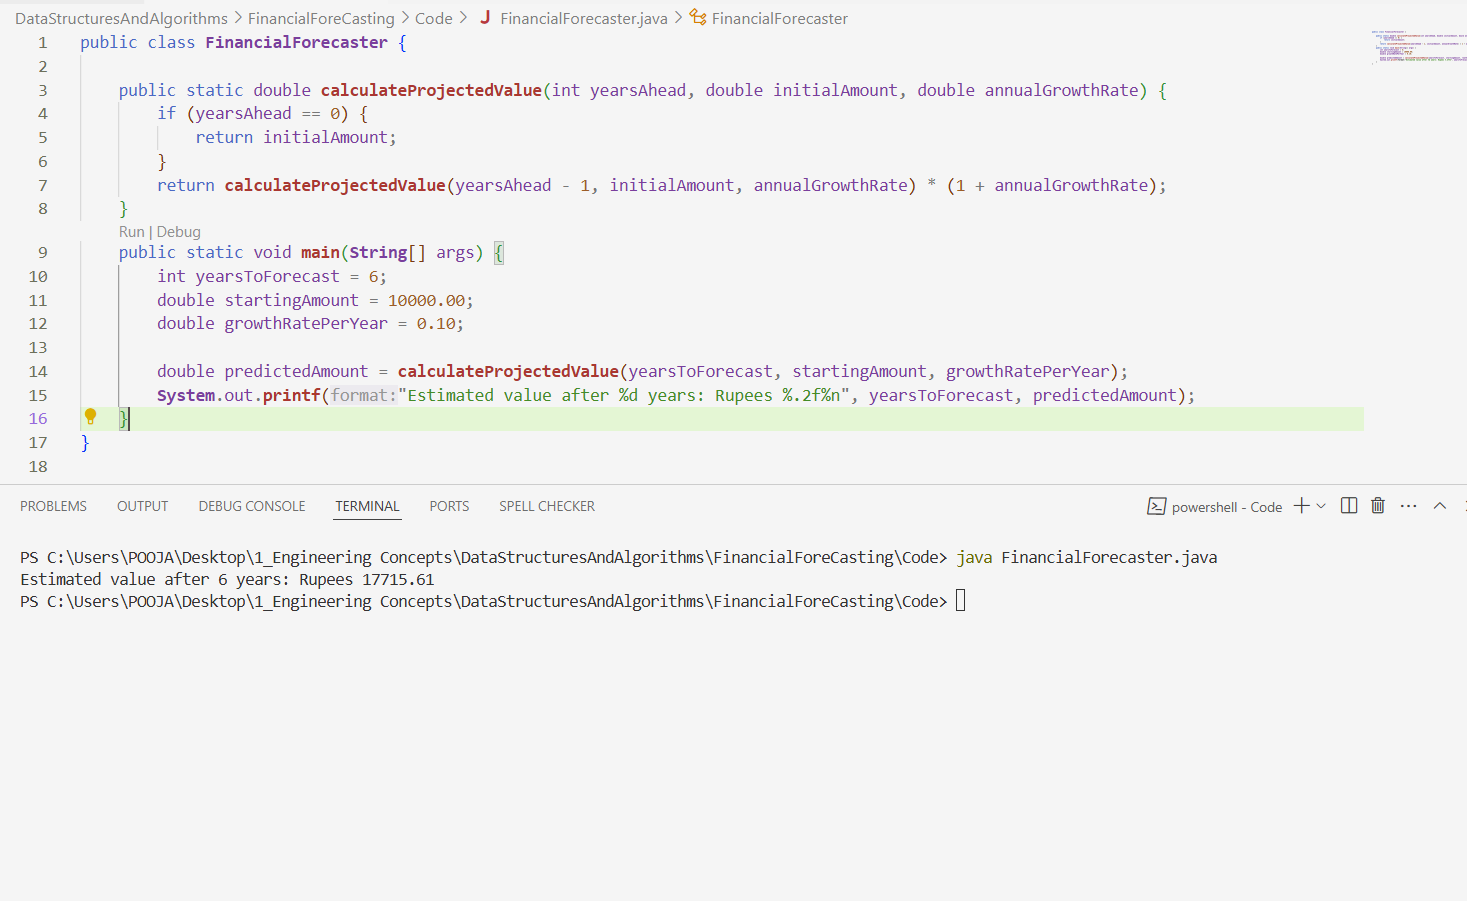 DataStructuresAndAlgorithms > FinancialForeCasting > Code > J FinancialForecaster.java > FinancialForecaster
1 public class FinancialForecaster {
2
3 public static double calculateProjectedValue(int yearsAhead, double initialAmount, double annualGrowthRate) {
4 if (yearsAhead == 0) {
5 return initialAmount;
6 }
7 return calculateProjectedValue(yearsAhead - 1, initialAmount, annualGrowthRate) * (1 + annualGrowthRate);
8 }
Run | Debug
9 public static void main(String[] args) {
10 int yearsToForecast = 6;
11 double startingAmount = 10000.00;
12 double growthRatePerYear = 0.10;
13
14 double predictedAmount = calculateProjectedValue(yearsToForecast, startingAmount, growthRatePerYear);
15 System.out.printf(format:"Estimated value after %d years: Rupees %.2f%n", yearsToForecast, predictedAmount);
16 }
17 }
18
PROBLEMS OUTPUT DEBUG CONSOLE TERMINAL PORTS SPELL CHECKER powershell - Code
PS C:\Users\POOJA\Desktop\1_Engineering Concepts\DataStructuresAndAlgorithms\FinancialForeCasting\Code> java FinancialForecaster.java
Estimated value after 6 years: Rupees 17715.61
PS C:\Users\POOJA\Desktop\1_Engineering Concepts\DataStructuresAndAlgorithms\FinancialForeCasting\Code>